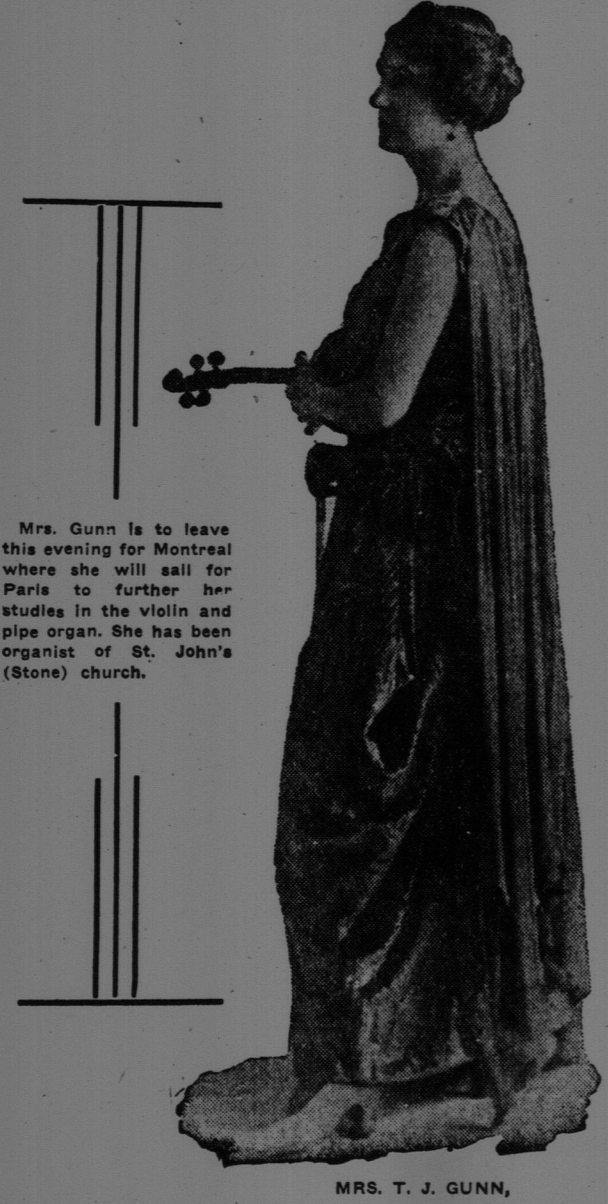 Mrs. Gunn is to leave
this evening for Montreal
where she will sail for
Paris to further her
studies in the violin and
pipe organ. She has been
organist of St. John's
(Stone) church.
MRS. T. J. GUNN,